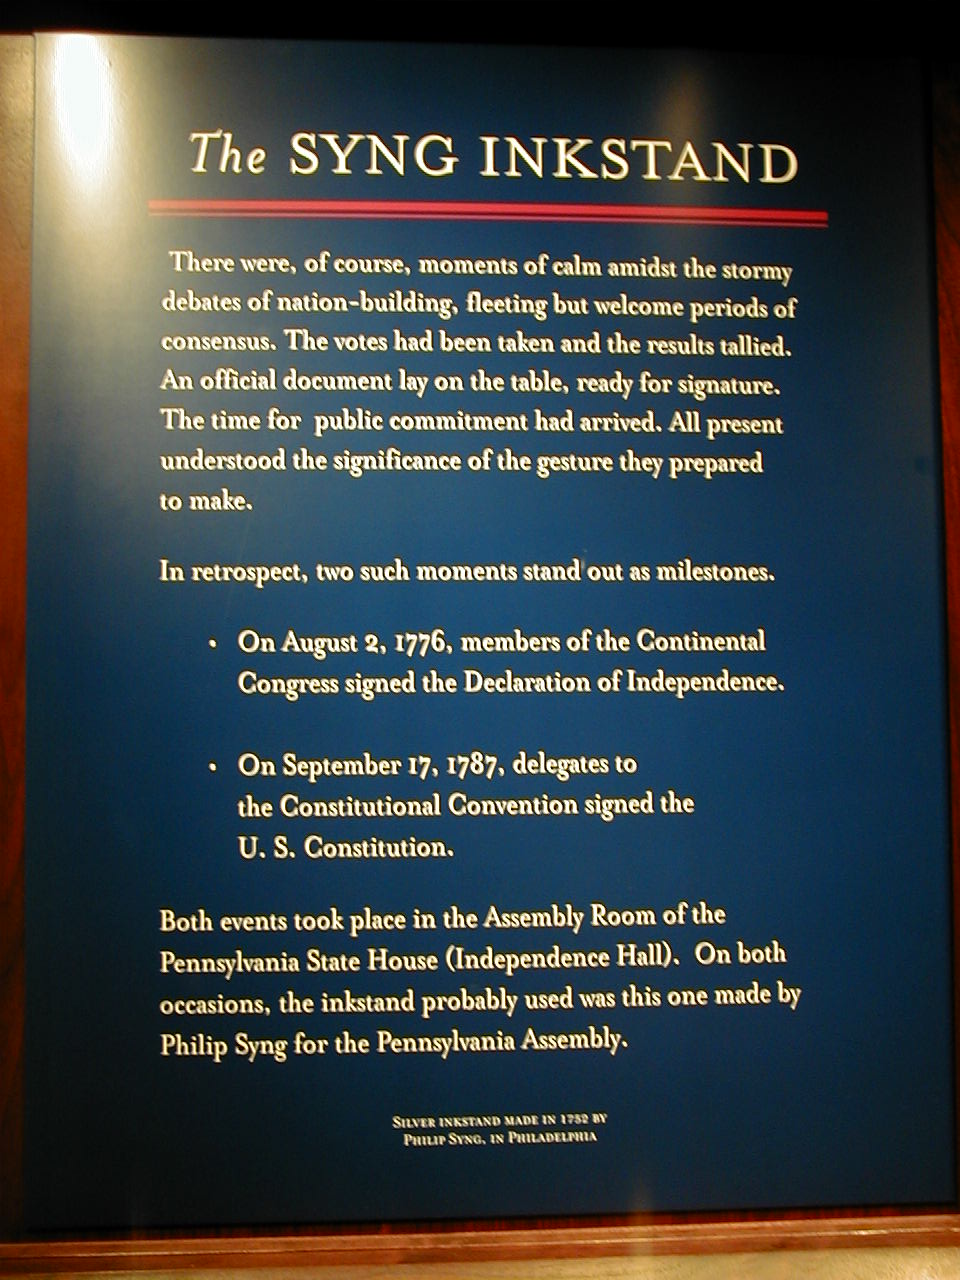 The SYNG INKSTAND
There were, of course, moments of calm amidst the stormy
debates of nation-building, fleeting but welcome periods of
consensus. The votes had been taken and the results tallied.
An official document lay on the table, ready for signature.
The time for public commitment had arrived. All present
understood the significance of the gesture they prepared
to make.
In retrospect, two such moments stand out as milestones.
• On August 2, 1776, members of the Continental
Congress signed the Declaration of Independence.
• On September 17, 1787, delegates to
the Constitutional Convention signed the
U. S. Constitution.
Both events took place in the Assembly Room of the
Pennsylvania State House (Independence Hall). On both
occasions, the inkstand probably used was this one made by
Philip Syng for the Pennsylvania Assembly.
SILVER INKSTAND MADE IN 1752 BY
PHILIP SYNG, IN PHILADELPHIA